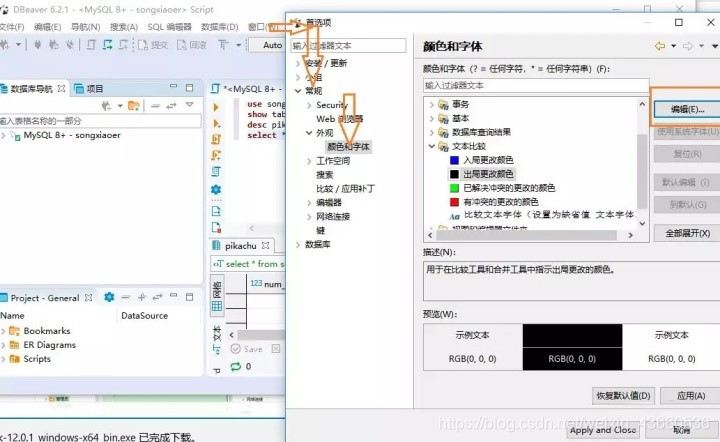 DBeaver 6.2.1 - <MySQL 8+ - songxiaoer> Script
文件(F) 编辑(E) 导航(N) 搜索(A) SQL 编辑器 数据库(D) 窗口(W)
提交 回滚 Auto
数据库导航 项目
输入表格名称的一部分
MySQL 8+ - songxiaoer
*<MySQL 8+ - song
use song
show tab
desc pik
select *
pikachu
select * from s
网格
文本
123 num_
Save
0
Project - General
Name DataSource
Bookmarks
ER Diagrams
Scripts
k-12.0.1_windows-x64_bin.exe 已完成下载。
首选项
输入过滤器文本
安装 / 更新
常规
Security
Web 浏览器
外观
颜色和字体
工作空间
搜索
比较 / 应用补丁
编辑器
网络连接
键
数据库
颜色和字体
颜色和字体（? = 任何字符，* = 任何字符串）(F):
输入过滤器文本
事务
基本
数据库查询结果
文本比较
入局更改颜色
出局更改颜色
已解决冲突的更改的颜色
有冲突的更改的颜色
Aa 比较文本字体（设置为缺省值 文本字体）
编辑(E)...
使用系统字体(U)
复位(R)
默认编辑 (i)
到默认(G)
全部展开(X)
描述(N):
用于在比较工具和合并工具中指示出局更改的颜色。
预览(W):
示例文本 示例文本
RGB(0, 0, 0) RGB(0, 0, 0) RGB(0, 0, 0)
恢复默认值(D) 应用(A)
Apply and Close 取消